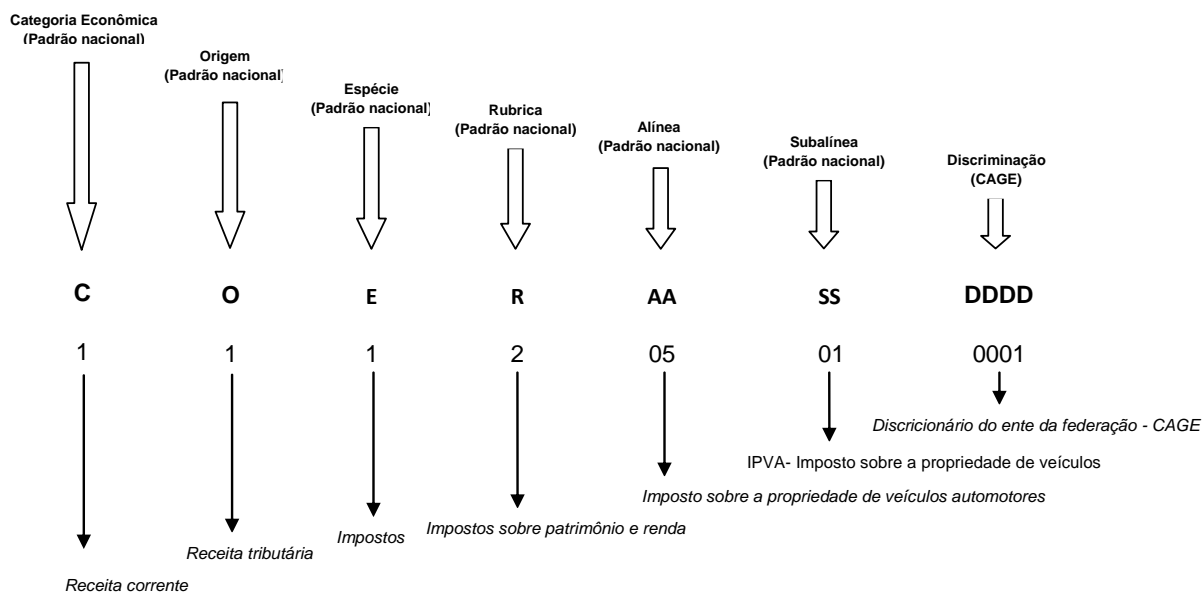 Categoria Econômica
(Padrão nacional)
Origem
(Padrão nacional)
Espécie
(Padrão nacional)
Rubrica
(Padrão nacional)
Alínea
(Padrão nacional)
Subalínea
(Padrão nacional)
Discriminação
(CAGE)
C O E R AA SS DDDD
1 1 1 2 05 01 0001
Discricionário do ente da federação - CAGE
IPVA- Imposto sobre a propriedade de veículos
Imposto sobre a propriedade de veículos automotores
Impostos sobre patrimônio e renda
Impostos
Receita tributária
Receita corrente